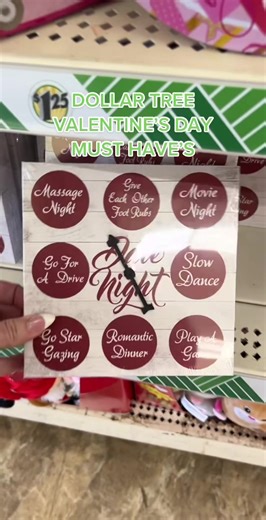 $1.25
DOLLAR TREE
VALENTINE'S DAY
MUST HAVE'S
Massage
Night
Give
Each Other
Foot Rubs
Movie
Night
Go For
A Drive
Date
Night
Slow
Dance
Go Star
Gazing
Romantic
Dinner
Play A